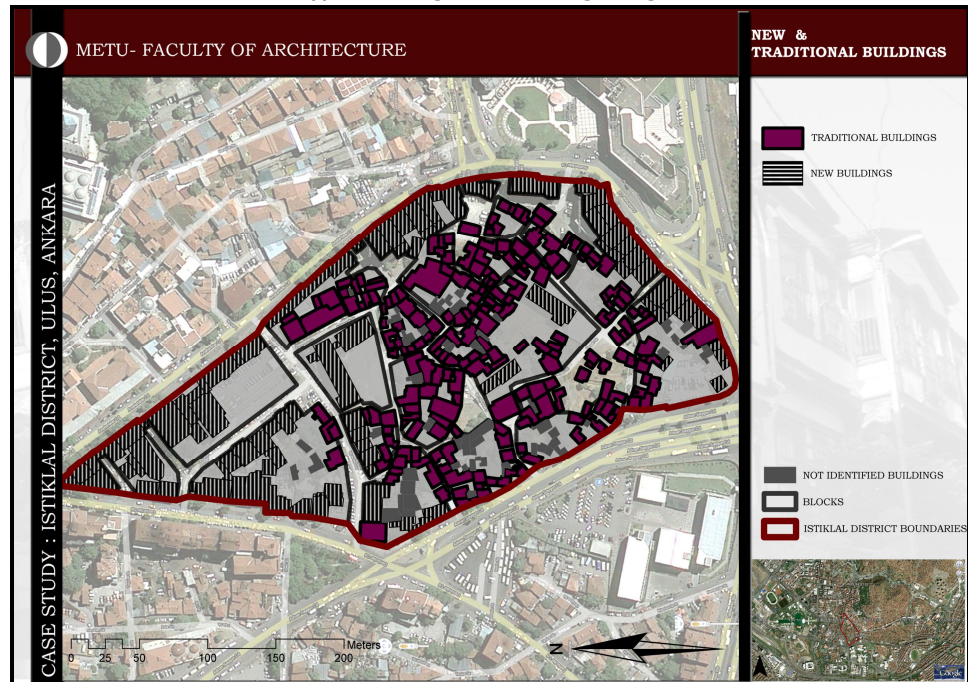 METU- FACULTY OF ARCHITECTURE
NEW &
TRADITIONAL BUILDINGS
CASE STUDY : ISTIKLAL DISTRICT, ULUS, ANKARA
TRADITIONAL BUILDINGS
NEW BUILDINGS
NOT IDENTIFIED BUILDINGS
BLOCKS
ISTIKLAL DISTRICT BOUNDARIES
Meters
0 25 50 100 150 200
N
Google